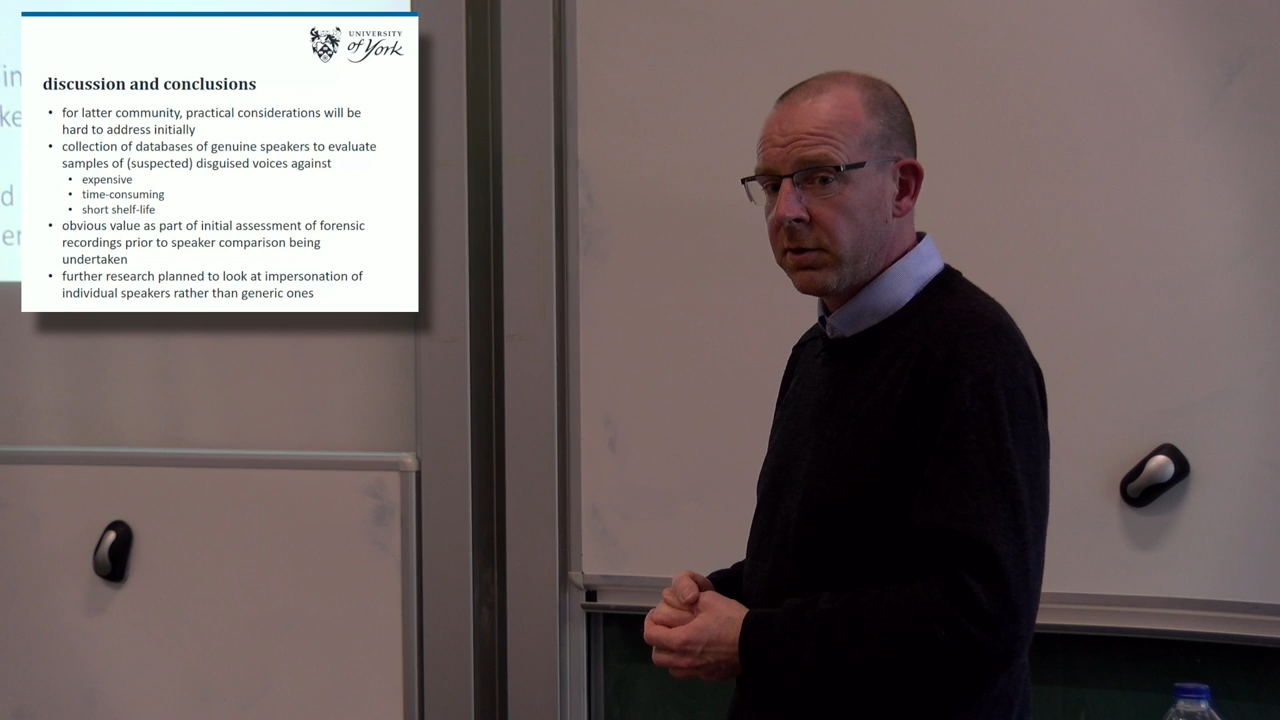 UNIVERSITY
of York
discussion and conclusions
• for latter community, practical considerations will be
hard to address initially
• collection of databases of genuine speakers to evaluate
samples of (suspected) disguised voices against
• expensive
• time-consuming
• short shelf-life
• obvious value as part of initial assessment of forensic
recordings prior to speaker comparison being
undertaken
• further research planned to look at impersonation of
individual speakers rather than generic ones